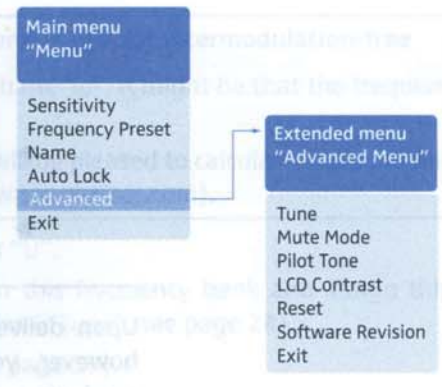 Main menu
“Menu”
Sensitivity
Frequency Preset
Name
Auto Lock
Advanced
Exit
Extended menu
“Advanced Menu”
Tune
Mute Mode
Pilot Tone
LCD Contrast
Reset
Software Revision
Exit